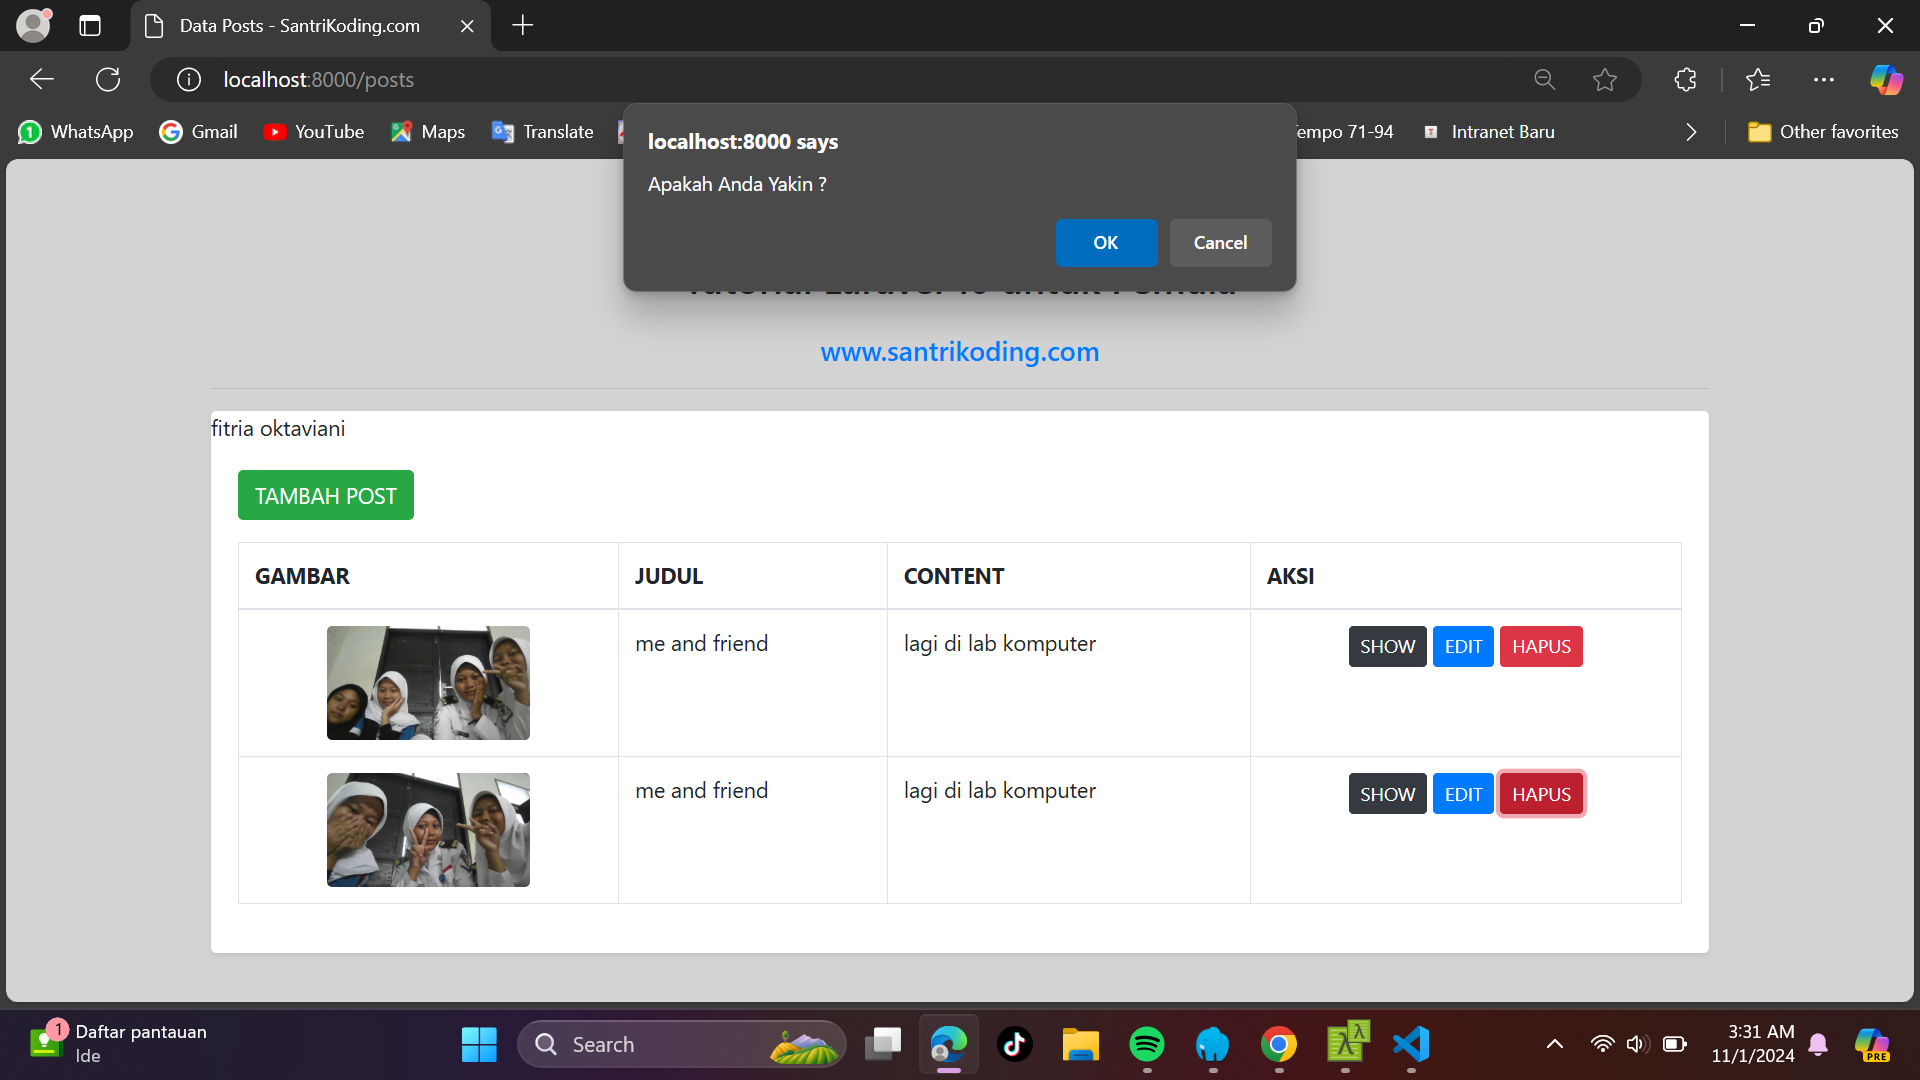 Data Posts - SantriKoding.com
localhost:8000/posts
WhatsApp
Gmail
YouTube
Maps
Translate
Tempo 71-94
Intranet Baru
Other favorites
localhost:8000 says
Apakah Anda Yakin ?
OK
Cancel
www.santrikoding.com
fitria oktaviani
TAMBAH POST
GAMBAR JUDUL CONTENT AKSI
me and friend lagi di lab komputer SHOW EDIT HAPUS
me and friend lagi di lab komputer SHOW EDIT HAPUS
1
Daftar pantauan
Ide
Search
3:31 AM
11/1/2024
PRE